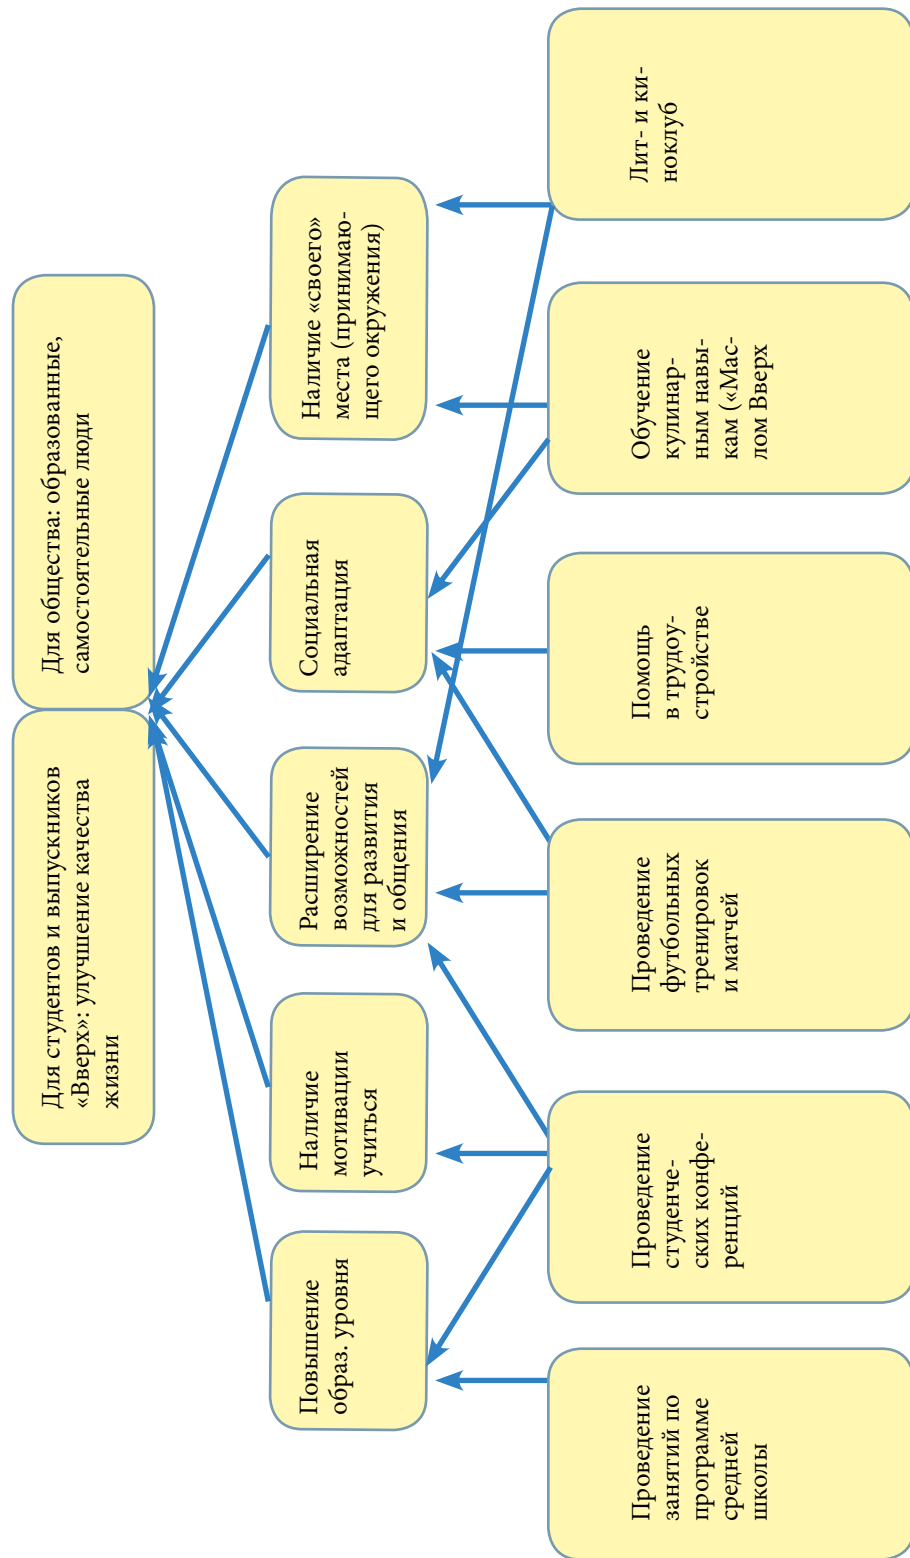 Для студентов и выпускников
«Вверх»: улучшение качества
жизни
Для общества: образованные,
самостоятельные люди
Повышение
образ. уровня
Наличие
мотивации
учиться
Расширение
возможностей
для развития
и общения
Социальная
адаптация
Наличие «своего»
места (принимаю-
щего окружения)
Проведение
занятий по
программе
средней
школы
Проведение
студенче-
ских конфе-
ренций
Проведение
футбольных
тренировок
и матчей
Помощь
в трудоу-
стройстве
Обучение
кулинар-
ным навы-
кам («Мас-
лом Вверх
Лит- и ки-
ноклуб